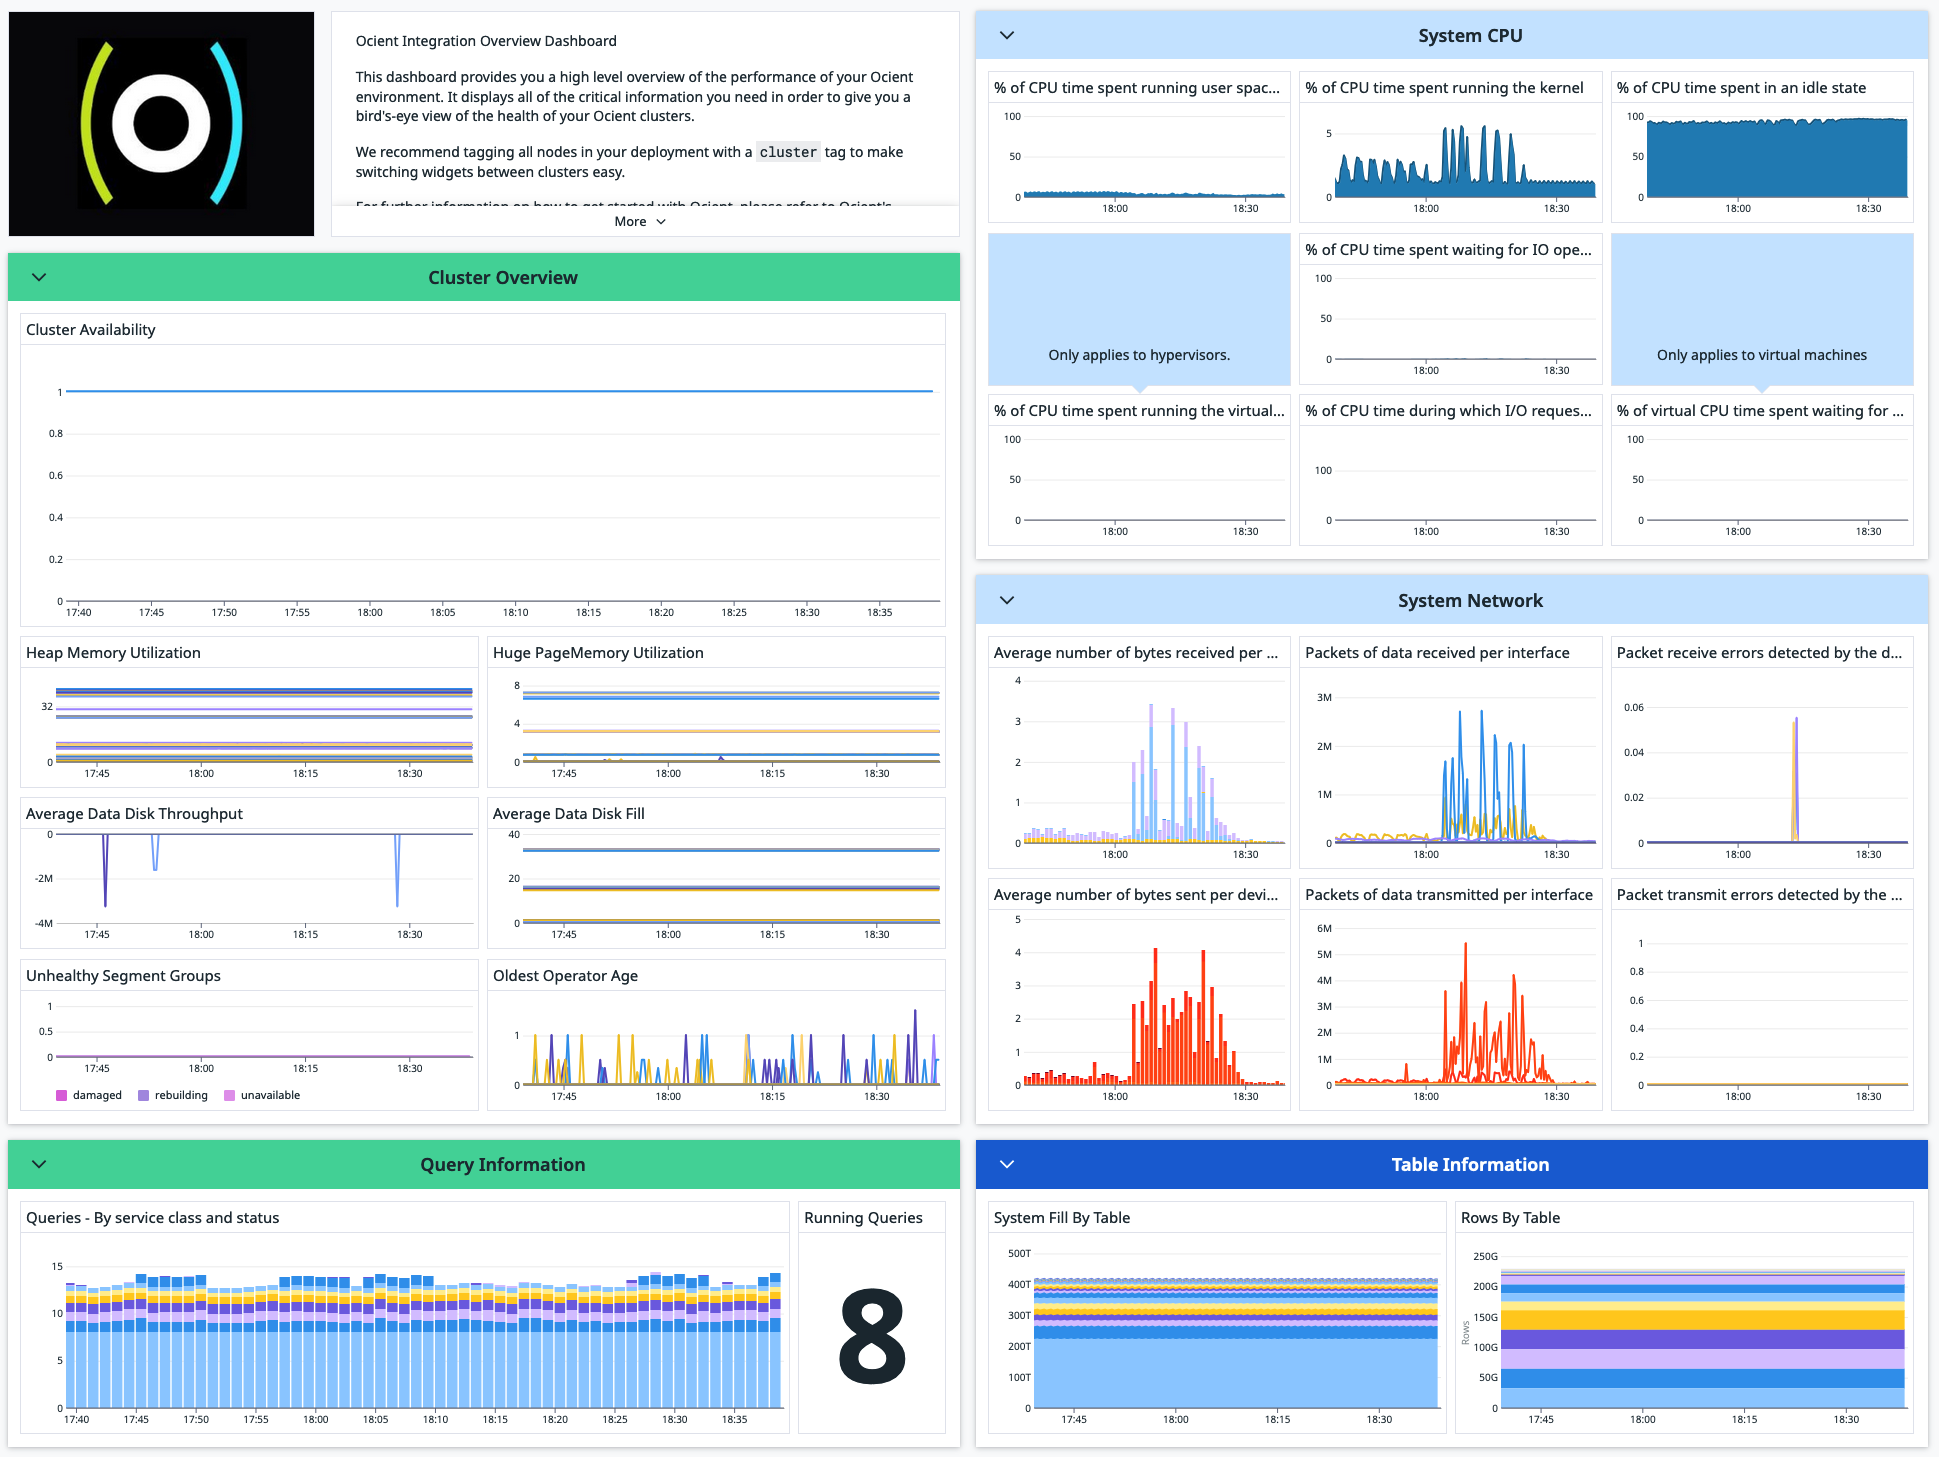 Ocient Integration Overview Dashboard
This dashboard provides you a high level overview of the performance of your Ocient
environment. It displays all of the critical information you need in order to give you a
bird's-eye view of the health of your Ocient clusters.
We recommend tagging all nodes in your deployment with a cluster tag to make
switching widgets between clusters easy.
For further information on how to get started with Ocient, please refer to Ocient's
More
Cluster Overview
Cluster Availability
1
0.8
0.6
0.4
0.2
0
17:40 17:45 17:50 17:55 18:00 18:05 18:10 18:15 18:20 18:25 18:30 18:35
Heap Memory Utilization
32
0
17:45 18:00 18:15 18:30
Huge PageMemory Utilization
8
4
0
17:45 18:00 18:15 18:30
Average Data Disk Throughput
0
-2M
-4M
17:45 18:00 18:15 18:30
Average Data Disk Fill
40
20
0
17:45 18:00 18:15 18:30
Unhealthy Segment Groups
1
0.5
0
17:45 18:00 18:15 18:30
damaged rebuilding unavailable
Oldest Operator Age
1
0
17:45 18:00 18:15 18:30
Query Information
Queries - By service class and status
15
10
5
0
17:40 17:45 17:50 17:55 18:00 18:05 18:10 18:15 18:20 18:25 18:30 18:35
Running Queries
8
System CPU
% of CPU time spent running user spac...
100
50
0
18:00 18:30
% of CPU time spent running the kernel
5
0
18:00 18:30
% of CPU time spent in an idle state
100
50
0
18:00 18:30
Only applies to hypervisors.
% of CPU time spent waiting for IO ope...
100
50
0
18:00 18:30
Only applies to virtual machines
% of CPU time spent running the virtual...
100
50
0
18:00 18:30
% of CPU time during which I/O reques...
100
0
18:00 18:30
% of virtual CPU time spent waiting for ...
100
50
0
18:00 18:30
System Network
Average number of bytes received per ...
4
3
2
1
0
18:00 18:30
Packets of data received per interface
3M
2M
1M
0
18:00 18:30
Packet receive errors detected by the d...
0.06
0.04
0.02
0
18:00 18:30
Average number of bytes sent per devi...
5
4
3
2
1
0
18:00 18:30
Packets of data transmitted per interface
6M
5M
4M
3M
2M
1M
0
18:00 18:30
Packet transmit errors detected by the ...
1
0.8
0.6
0.4
0.2
0
18:00 18:30
Table Information
System Fill By Table
500T
400T
300T
200T
100T
0
17:45 18:00 18:15 18:30
Rows By Table
Rows
250G
200G
150G
100G
50G
0
17:45 18:00 18:15 18:30